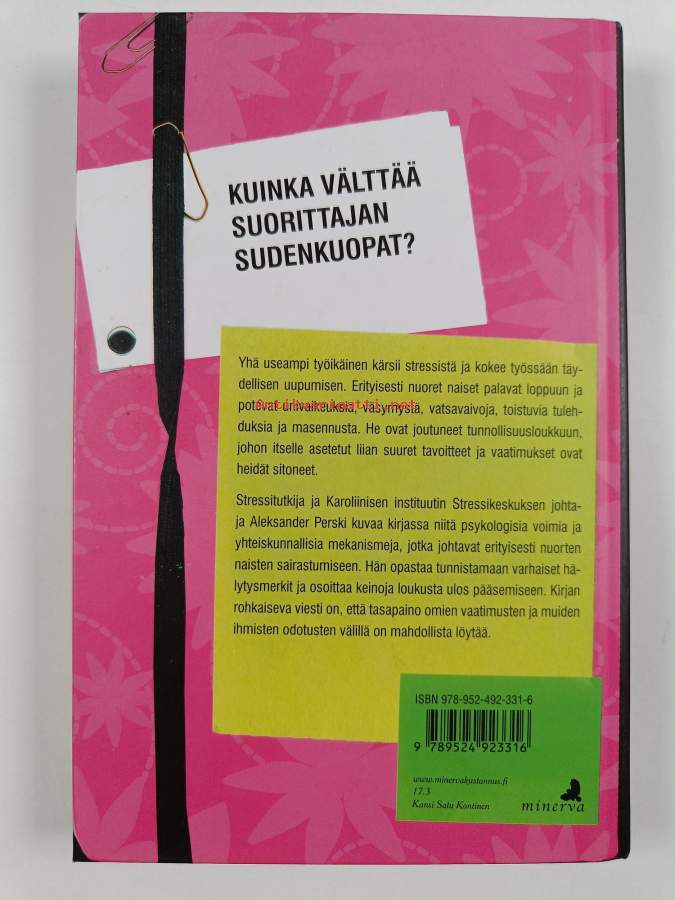 KUINKA VÄLTTÄÄ
SUORITTAJAN
SUDENKUOPAT?
Yhä useampi työikäinen kärsii stressistä ja kokee työssään täy-
dellisen uupumisen. Erityisesti nuoret naiset palavat loppuun ja
potevat univaikeuksia, väsymystä, vatsavaivoja, toistuvia tuleh-
duksia ja masennusta. He ovat joutuneet tunnollisuusloukkuun,
johon itselle asetetut liian suuret tavoitteet ja vaatimukset ovat
heidät sitoneet.
Stressitutkija ja Karoliinisen instituutin Stressikeskuksen johta-
ja Aleksander Perski kuvaa kirjassa niitä psykologisia voimia ja
yhteiskunnallisia mekanismeja, jotka johtavat erityisesti nuorten
naisten sairastumiseen. Hän opastaa tunnistamaan varhaiset hä-
lytysmerkit ja osoittaa keinoja loukusta ulos pääsemiseen. Kirjan
rohkaiseva viesti on, että tasapaino omien vaatimusten ja muiden
ihmisten odotusten välillä on mahdollista löytää.
ISBN 978-952-492-331-6
9 789524 923316
www.minervakustannus.fi
17.3
Kansi Satu Kontinen
minerva